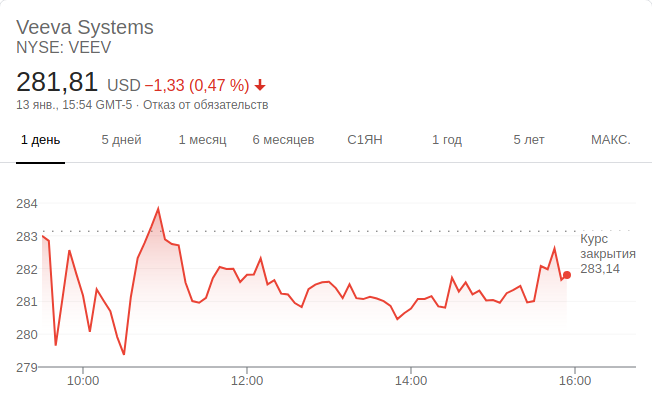 Veeva Systems
NYSE: VEEV
281,81 USD −1,33 (0,47 %)
13 янв., 15:54 GMT-5 · Отказ от обязательств
1 день 5 дней 1 месяц 6 месяцев С1ЯН 1 год 5 лет МАКС.
284
283
282
281
280
279
Курс
закрытия
283,14
10:00 12:00 14:00 16:00